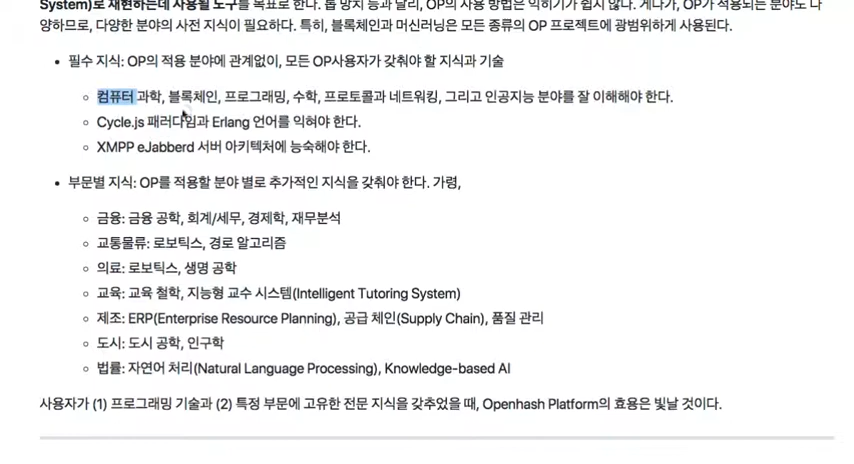 System)로 재현하는데 사용될 도구를 목표로 한다. 톱 망치 등과 달리, OP의 사용 방법은 익히기가 쉽지 않다. 게다가, OP가 적용되는 분야도 다
양하므로, 다양한 분야의 사전 지식이 필요하다. 특히, 블록체인과 머신러닝은 모든 종류의 OP 프로젝트에 광범위하게 사용된다.
• 필수 지식: OP의 적용 분야에 관계없이, 모든 OP사용자가 갖춰야 할 지식과 기술
◦ 컴퓨터 과학, 블록체인, 프로그래밍, 수학, 프로토콜과 네트워킹, 그리고 인공지능 분야를 잘 이해해야 한다.
◦ Cycle.js 패러다임과 Erlang 언어를 익혀야 한다.
◦ XMPP eJabberd 서버 아키텍처에 능숙해야 한다.
• 부문별 지식: OP를 적용할 분야 별로 추가적인 지식을 갖춰야 한다. 가령,
◦ 금융: 금융 공학, 회계/세무, 경제학, 재무분석
◦ 교통물류: 로보틱스, 경로 알고리즘
◦ 의료: 로보틱스, 생명 공학
◦ 교육: 교육 철학, 지능형 교수 시스템(Intelligent Tutoring System)
◦ 제조: ERP(Enterprise Resource Planning), 공급 체인(Supply Chain), 품질 관리
◦ 도시: 도시 공학, 인구학
◦ 법률: 자연어 처리(Natural Language Processing), Knowledge-based AI
사용자가 (1) 프로그래밍 기술과 (2) 특정 부문에 고유한 전문 지식을 갖추었을 때, Openhash Platform의 효용은 빛날 것이다.